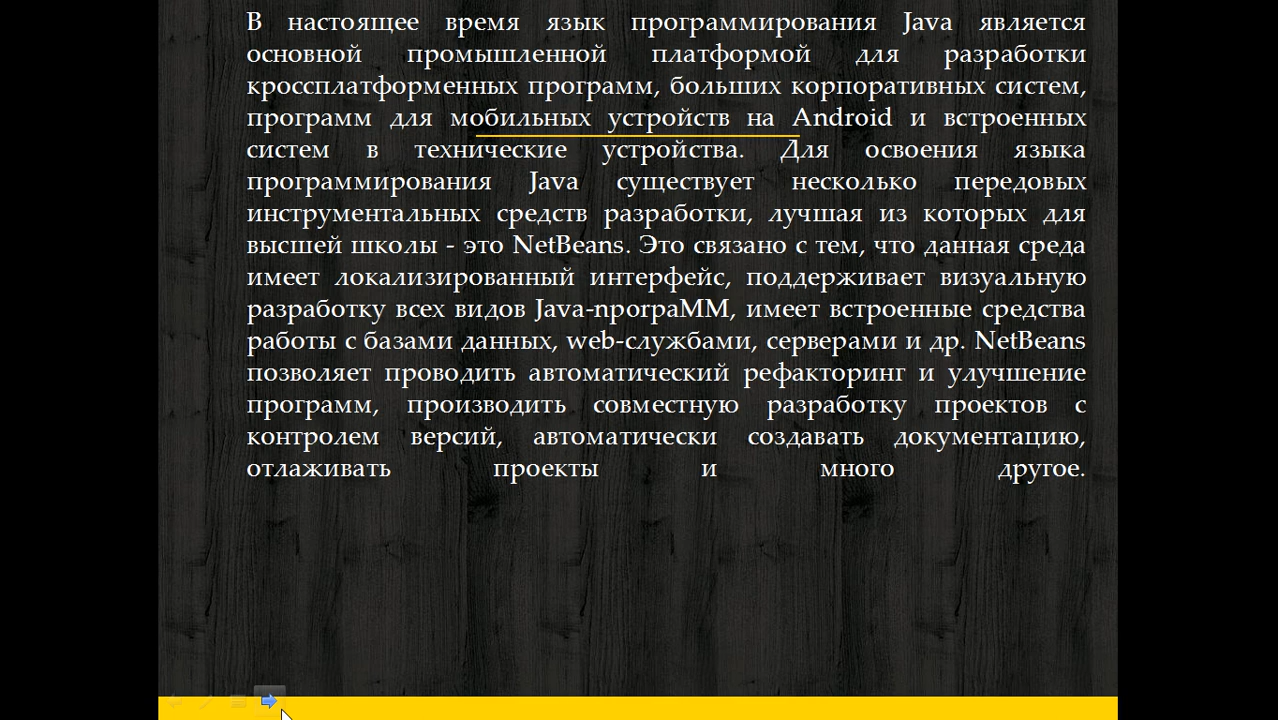 В настоящее время язык программирования Java является
основной промышленной платформой для разработки
кроссплатформенных программ, больших корпоративных систем,
программ для мобильных устройств на Android и встроенных
систем в технические устройства. Для освоения языка
программирования Java существует несколько передовых
инструментальных средств разработки, лучшая из которых для
высшей школы - это NetBeans. Это связано с тем, что данная среда
имеет локализированный интерфейс, поддерживает визуальную
разработку всех видов Java-nporpaMM, имеет встроенные средства
работы с базами данных, web-службами, серверами и др. NetBeans
позволяет проводить автоматический рефакторинг и улучшение
программ, производить совместную разработку проектов с
контролем версий, автоматически создавать документацию,
отлаживать проекты и много другое.